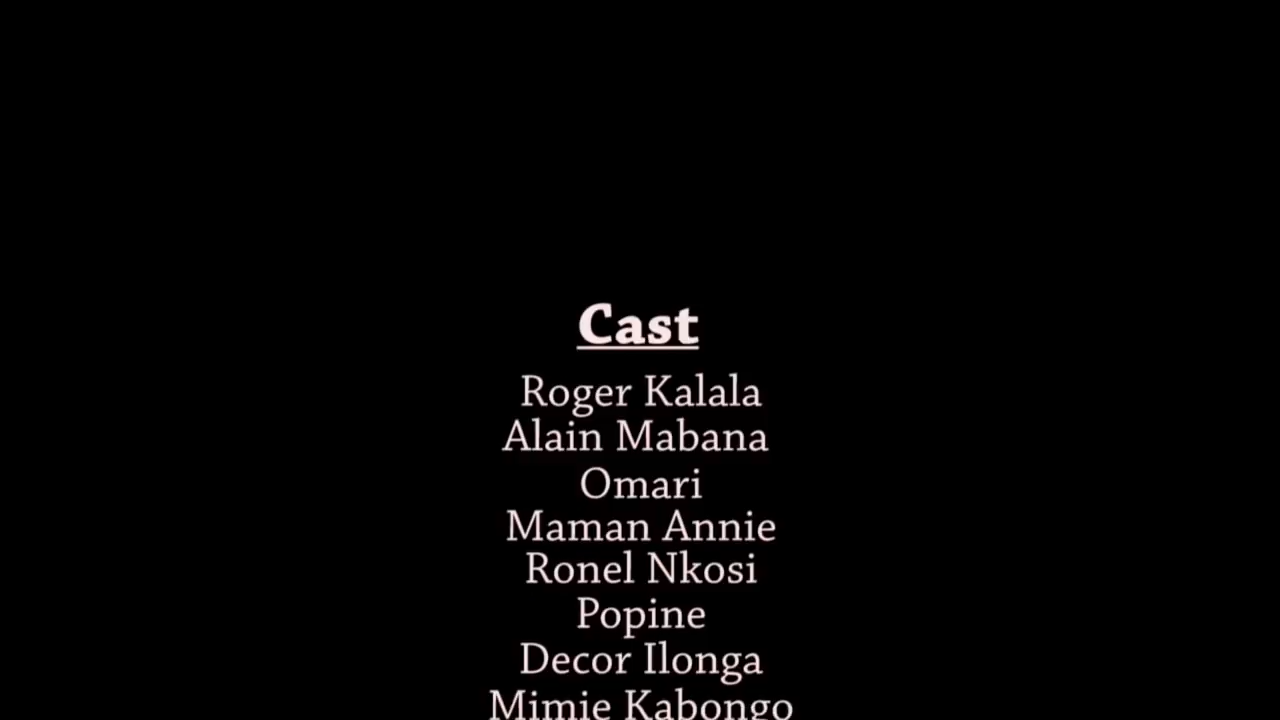 Cast
Roger Kalala
Alain Mabana
Omari
Maman Annie
Ronel Nkosi
Popine
Decor Ilonga
Mimie Kabongo